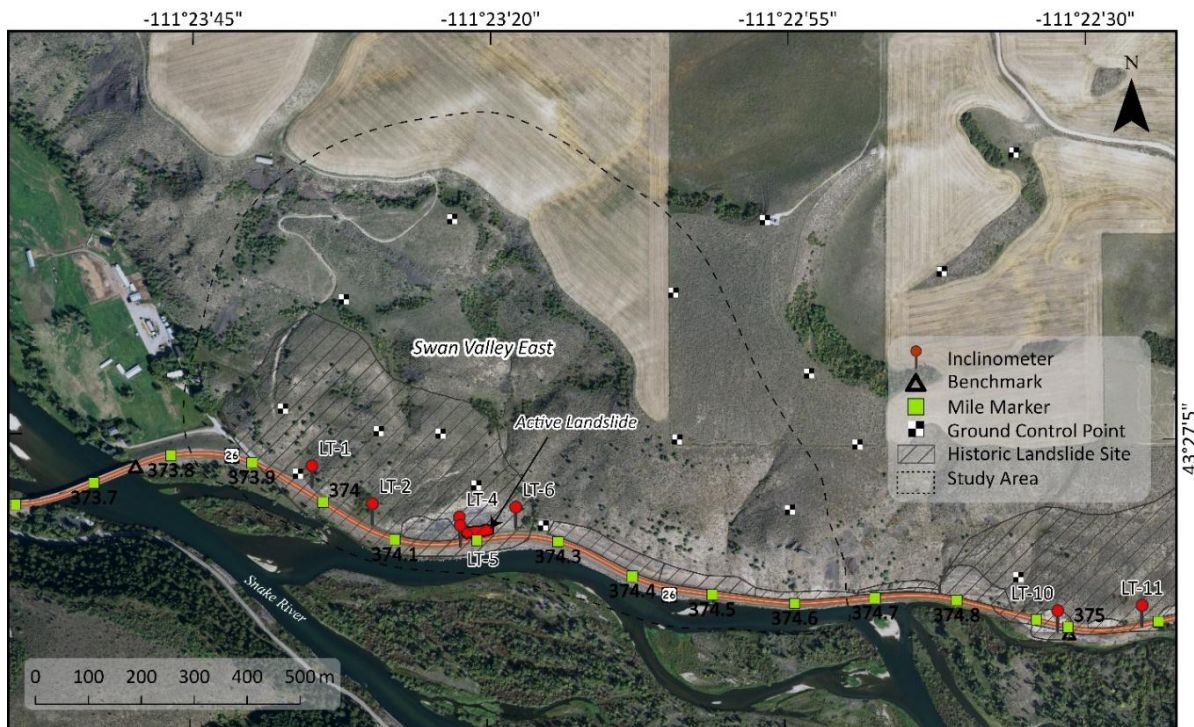 -111°23'45"
-111°23'20"
-111°22'55"
-111°22'30"
N
Swan Valley East
Inclinometer
Benchmark
Mile Marker
Ground Control Point
Historic Landslide Site
Study Area
43°27'5"
Active Landslide
LT-1
LT-2
LT-4
LT-6
LT-5
26
373.7
373.8
373.9
374
374.1
374.3
374.4
26
374.5
374.6
374.7
374.8
LT-10
375
LT-11
Snake River
0 100 200 300 400 500 m